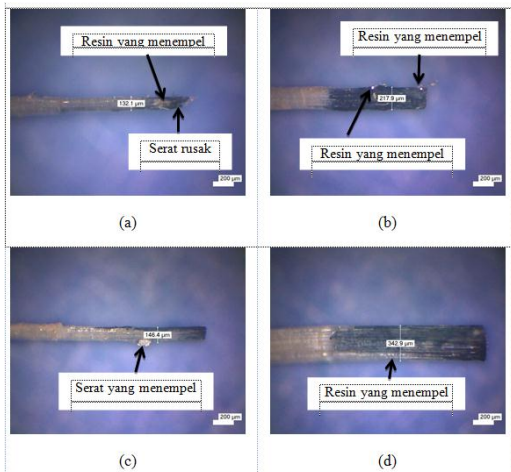 Resin yang menempel
132.1 µm
Serat rusak
200 µm
(a)
Resin yang menempel
217.9 µm
Resin yang menempel
200 µm
(b)
146.4 µm
Serat yang menempel
200 µm
(c)
342.9 µm
Resin yang menempel
200 µm
(d)